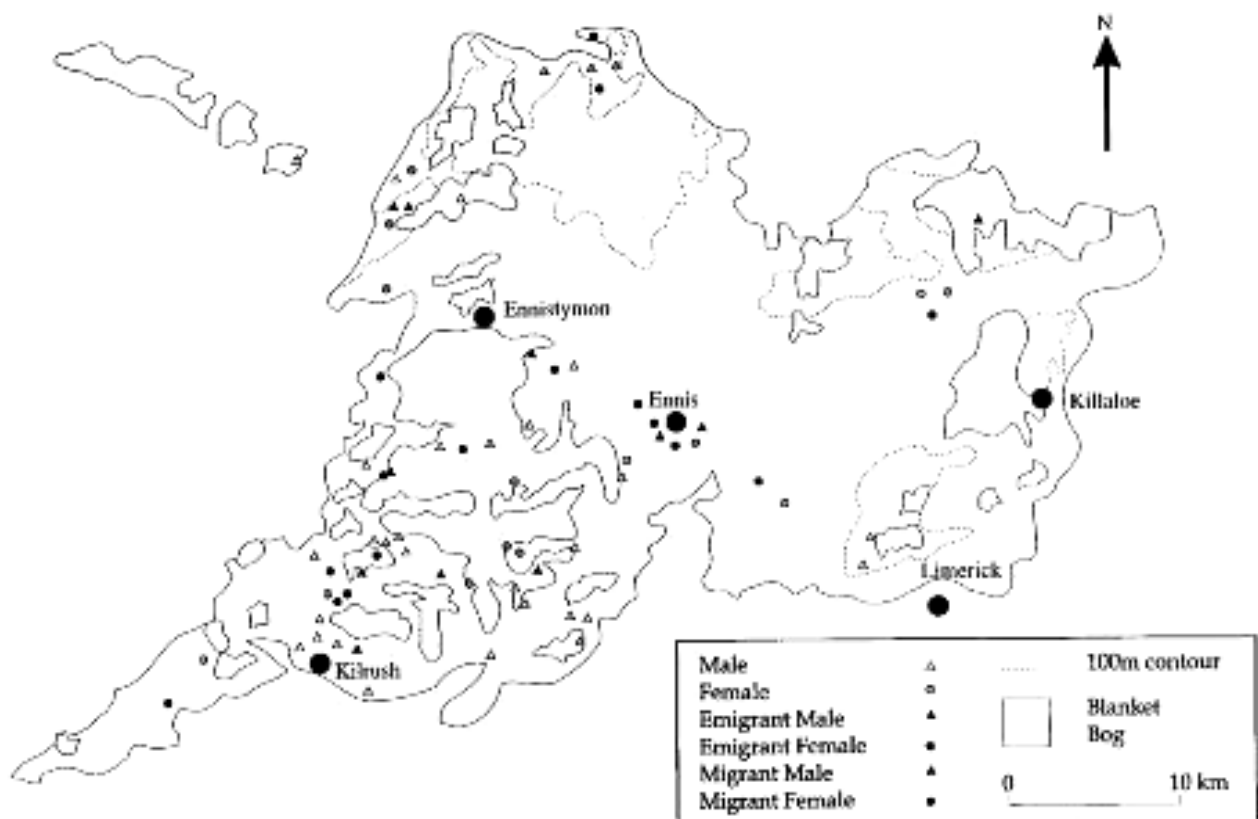 N
Ennistymon
Ennis
Killaloe
Limerick
Kilrush
Male
Female
Emigrant Male
Emigrant Female
Migrant Male
Migrant Female
100m contour
Blanket
Bog
0 10 km